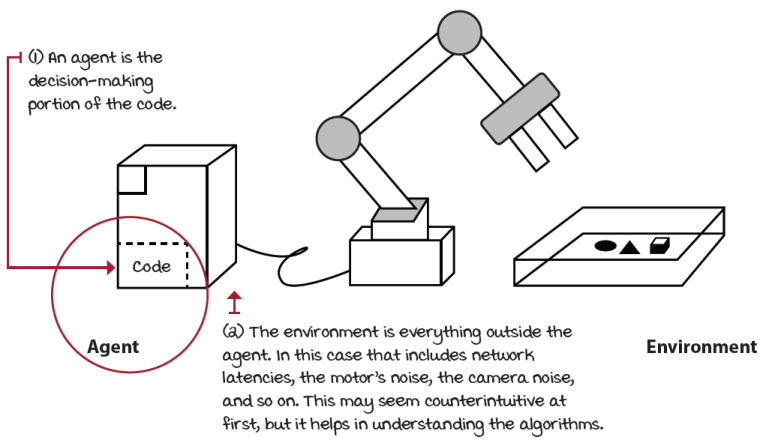 (1) An agent is the
decision-making
portion of the code.
Code
Agent
(2) The environment is everything outside the
agent. In this case that includes network
latencies, the motor's noise, the camera noise,
and so on. This may seem counterintuitive at
first, but it helps in understanding the algorithms.
Environment